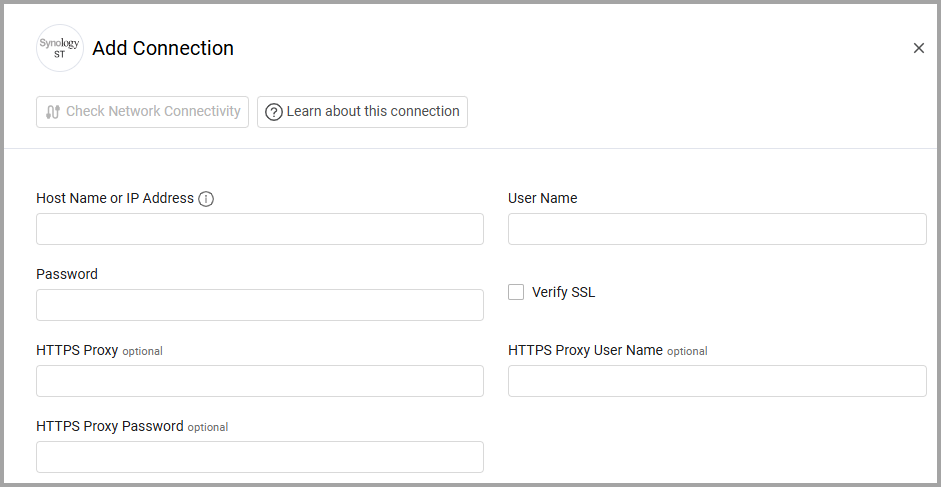 Synology
ST
Add Connection
Check Network Connectivity
Learn about this connection
Host Name or IP Address
User Name
Password
Verify SSL
HTTPS Proxy optional
HTTPS Proxy User Name optional
HTTPS Proxy Password optional